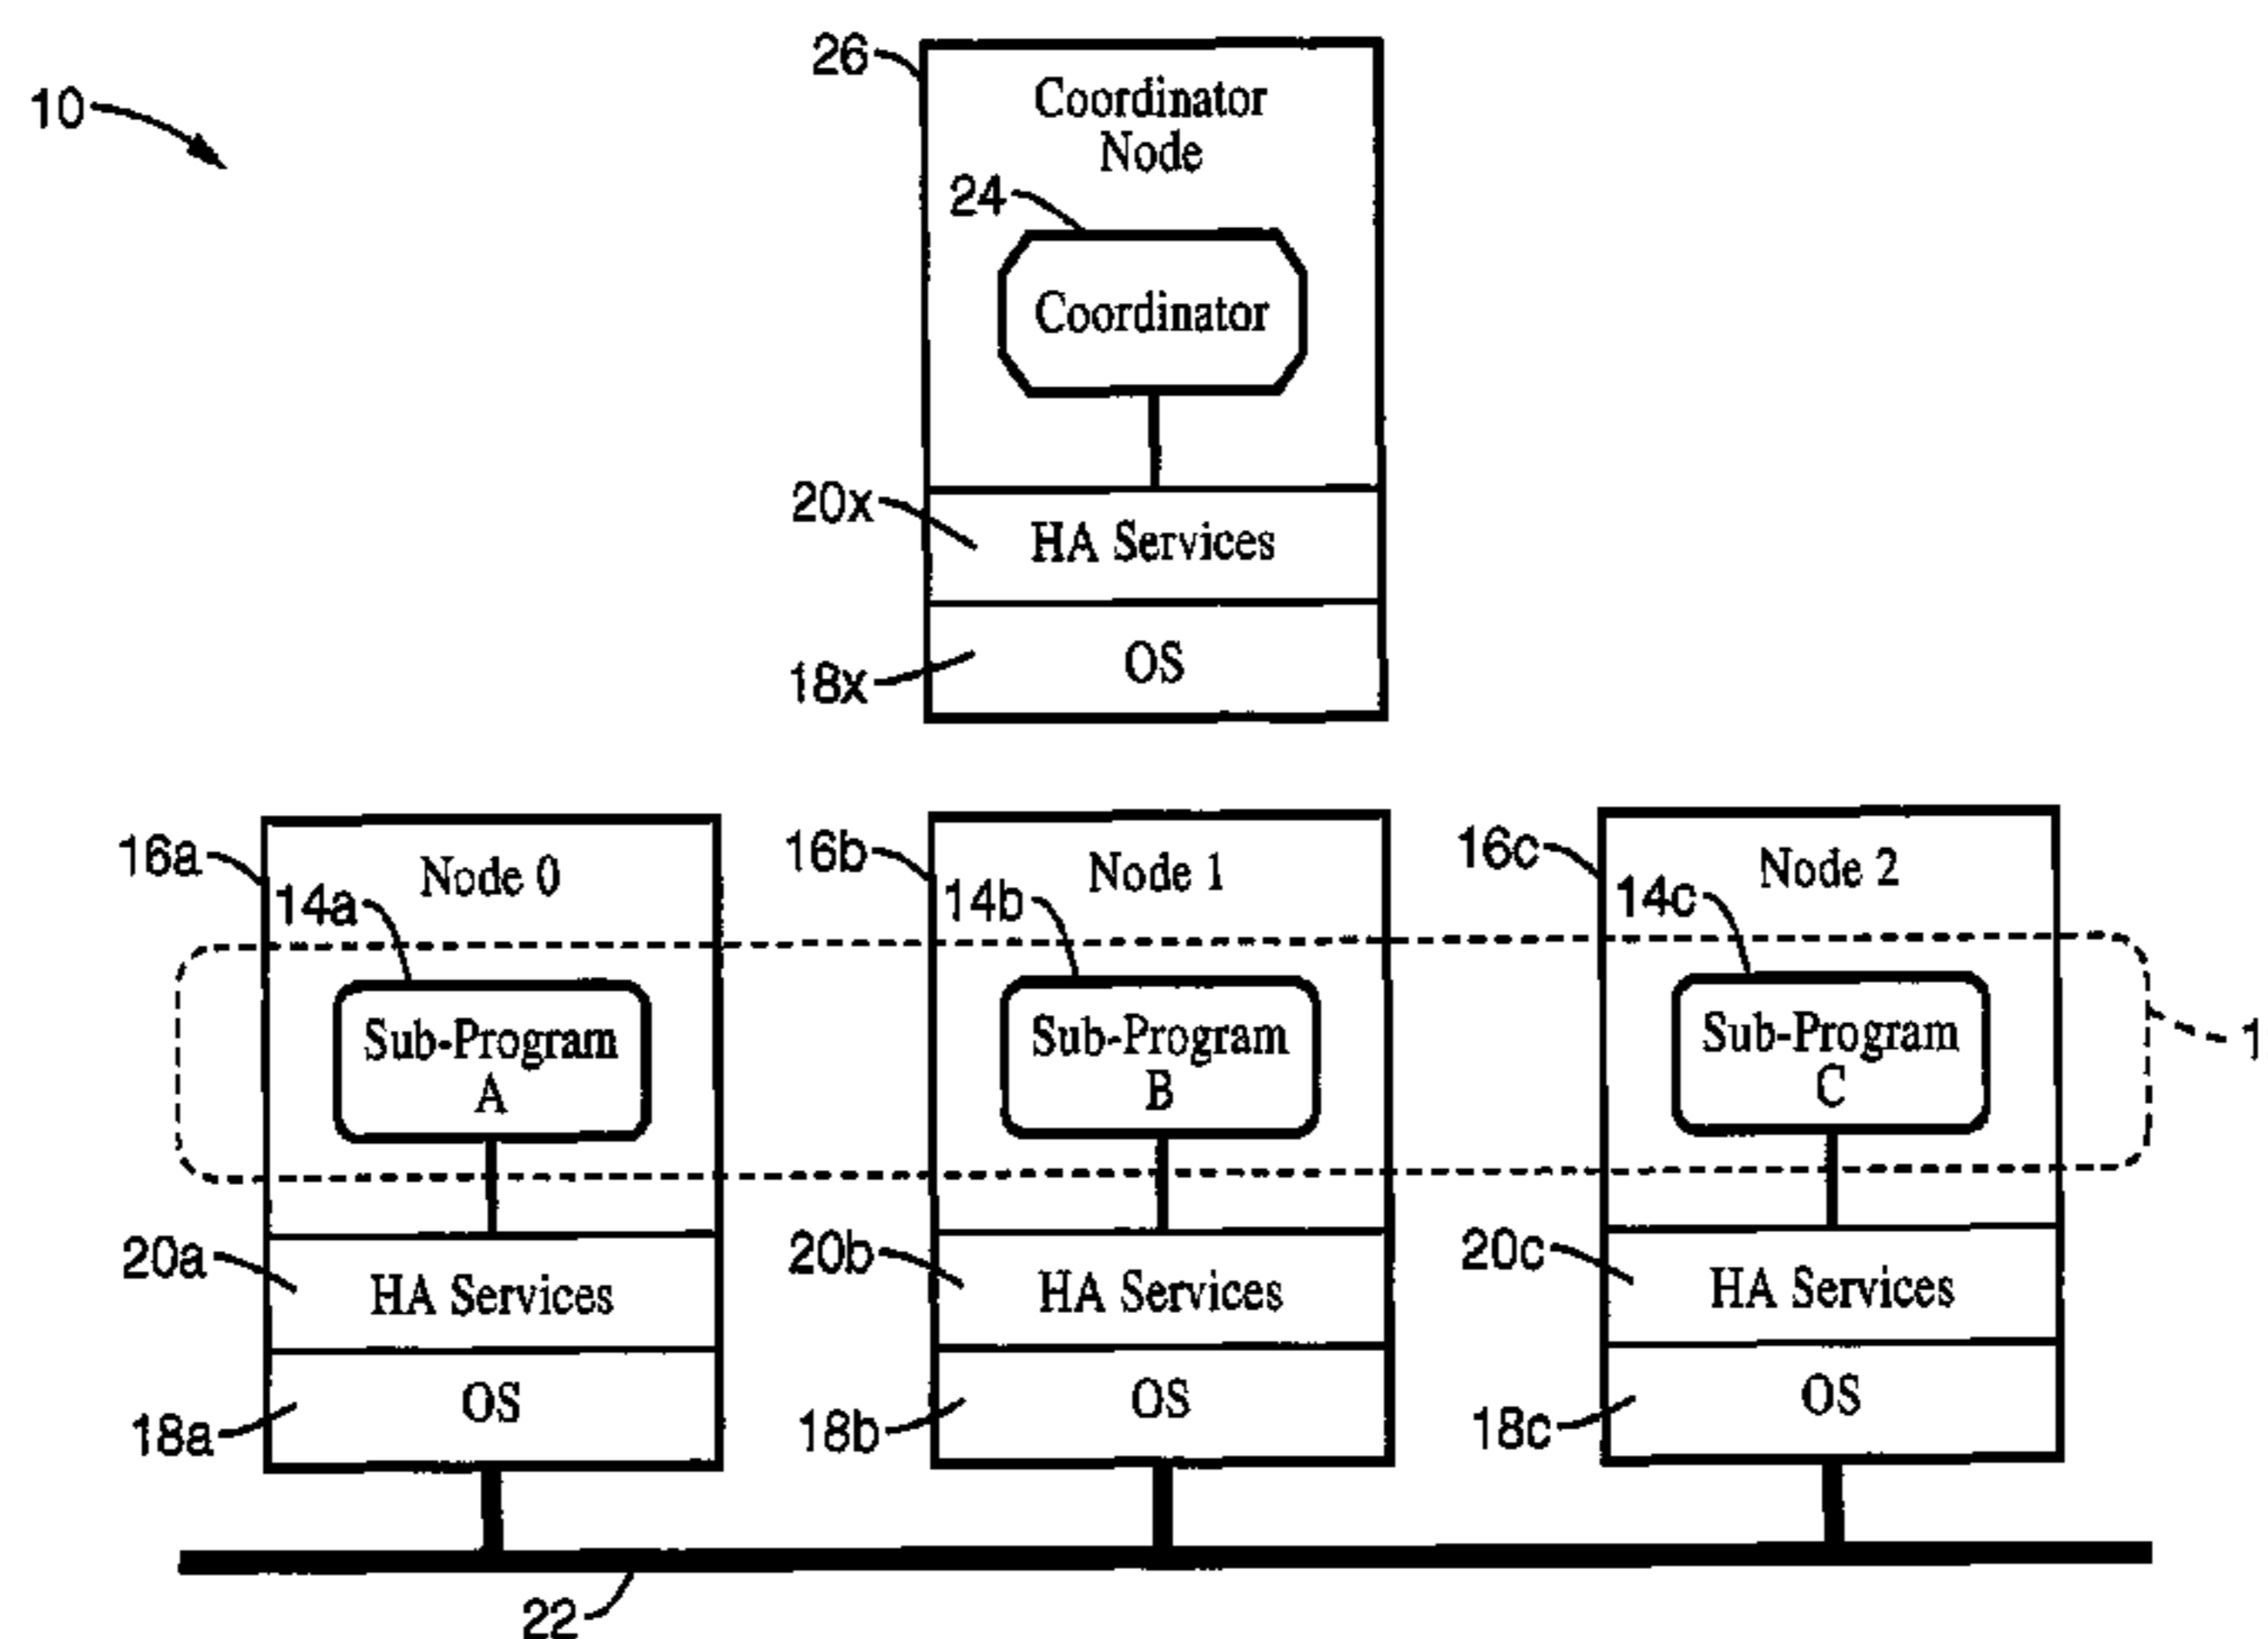 10
26
Coordinator
Node
24
Coordinator
20x
HA Services
18x
OS
16a
Node 0
14a
Sub-Program
A
20a
HA Services
18a
OS
16b
Node 1
14b
Sub-Program
B
20b
HA Services
18b
OS
16c
Node 2
14c
Sub-Program
C
20c
HA Services
18c
OS
1
22